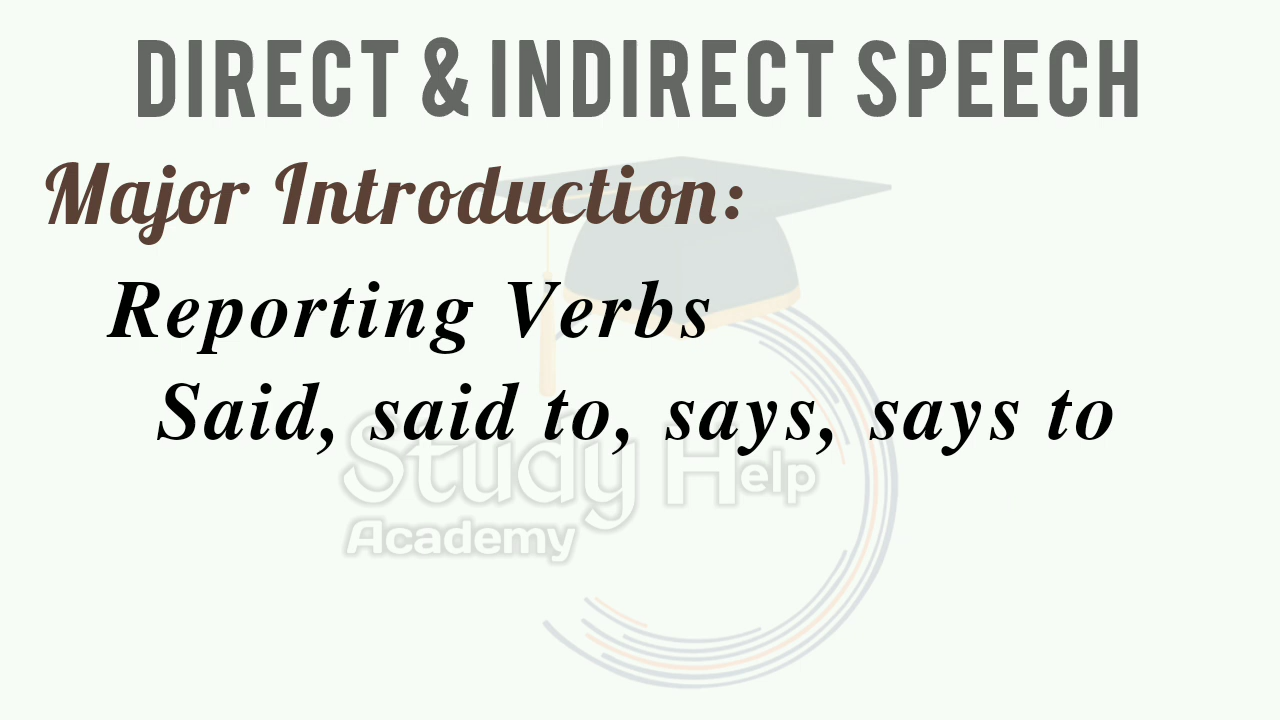 DIRECT & INDIRECT SPEECH
Major Introduction:
Reporting Verbs
Said, said to, says, says to
Study Help
Academy